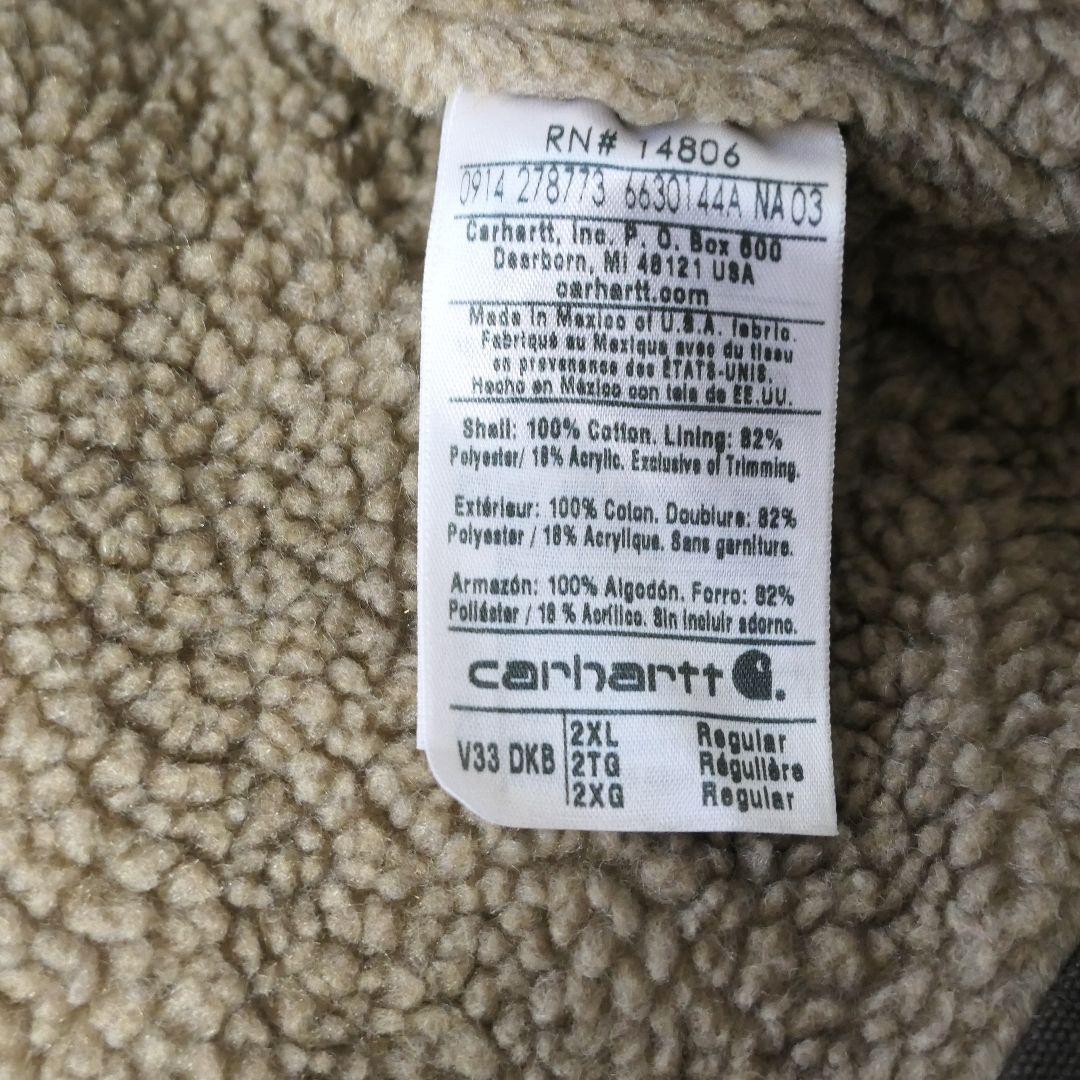 RN# 14806
0914 278773 6630144A NA 03
Carhartt, Inc. P. O. Box 600
Dearborn, MI 48121 USA
carhartt.com
Made in Mexico of U.S.A. fabric.
Fabriqué au Mexique avec du tissu
en provenance des ÉTATS-UNIS.
Hecho en México con tela de EE.UU.
Shell: 100% Cotton. Lining: 82%
Polyester/ 18% Acrylic. Exclusive of Trimming.
Extérieur: 100% Coton. Doublure: 82%
Polyester / 18% Acrylique. Sans garniture.
Armazón: 100% Algodón. Forro: 82%
Poliéster / 18 % Acrílico. Sin incluir adorno.
carhartt
V33 DKB
2XL Regular
2TG Régulière
2XG Regular